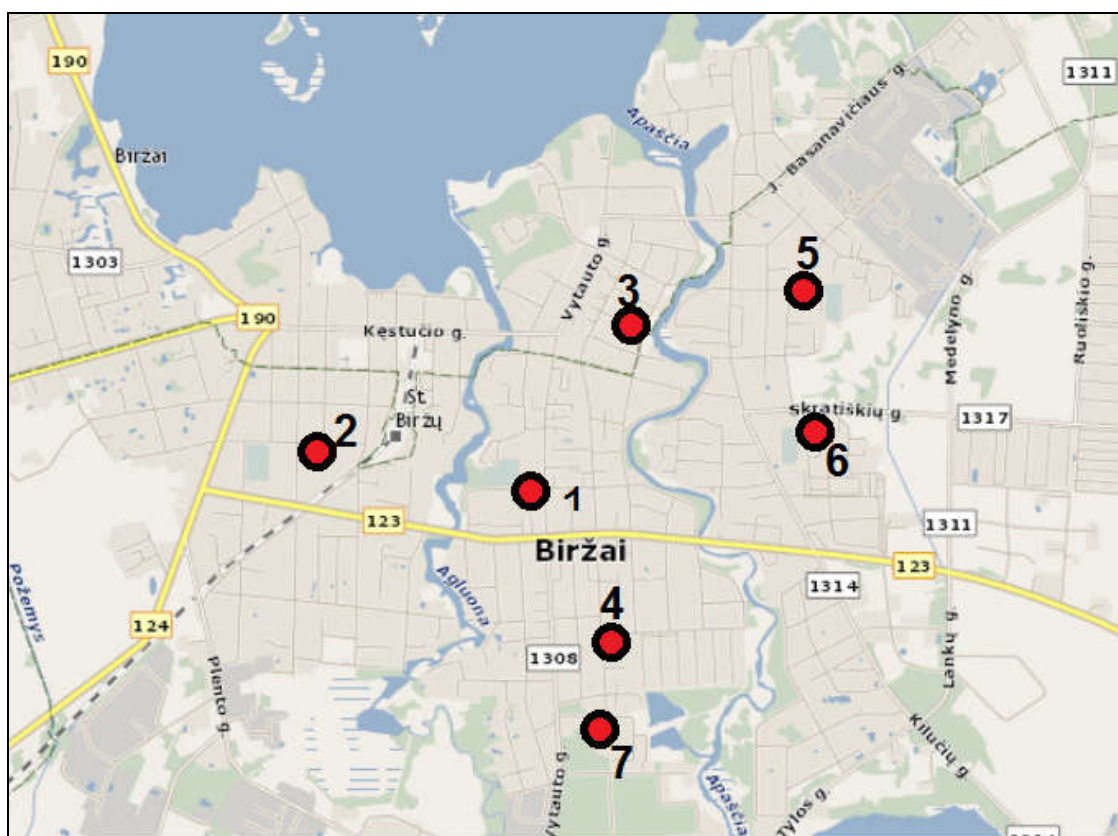 190
1311
Apaščia
J. Basanavičiaus g.
Biržai
1303
5
Vytauto g.
3
Medelyno g.
Ruoliškio g.
190
Kęstučio g.
St.
Biržų
2
skratiškių g.
1317
6
1
123
1311
Biržai
123
Agluona
1314
Požemys
124
4
1308
Plento g.
Lankų g.
7
Kilučių g.
Vytauto g.
Apaščia
Tylos g.